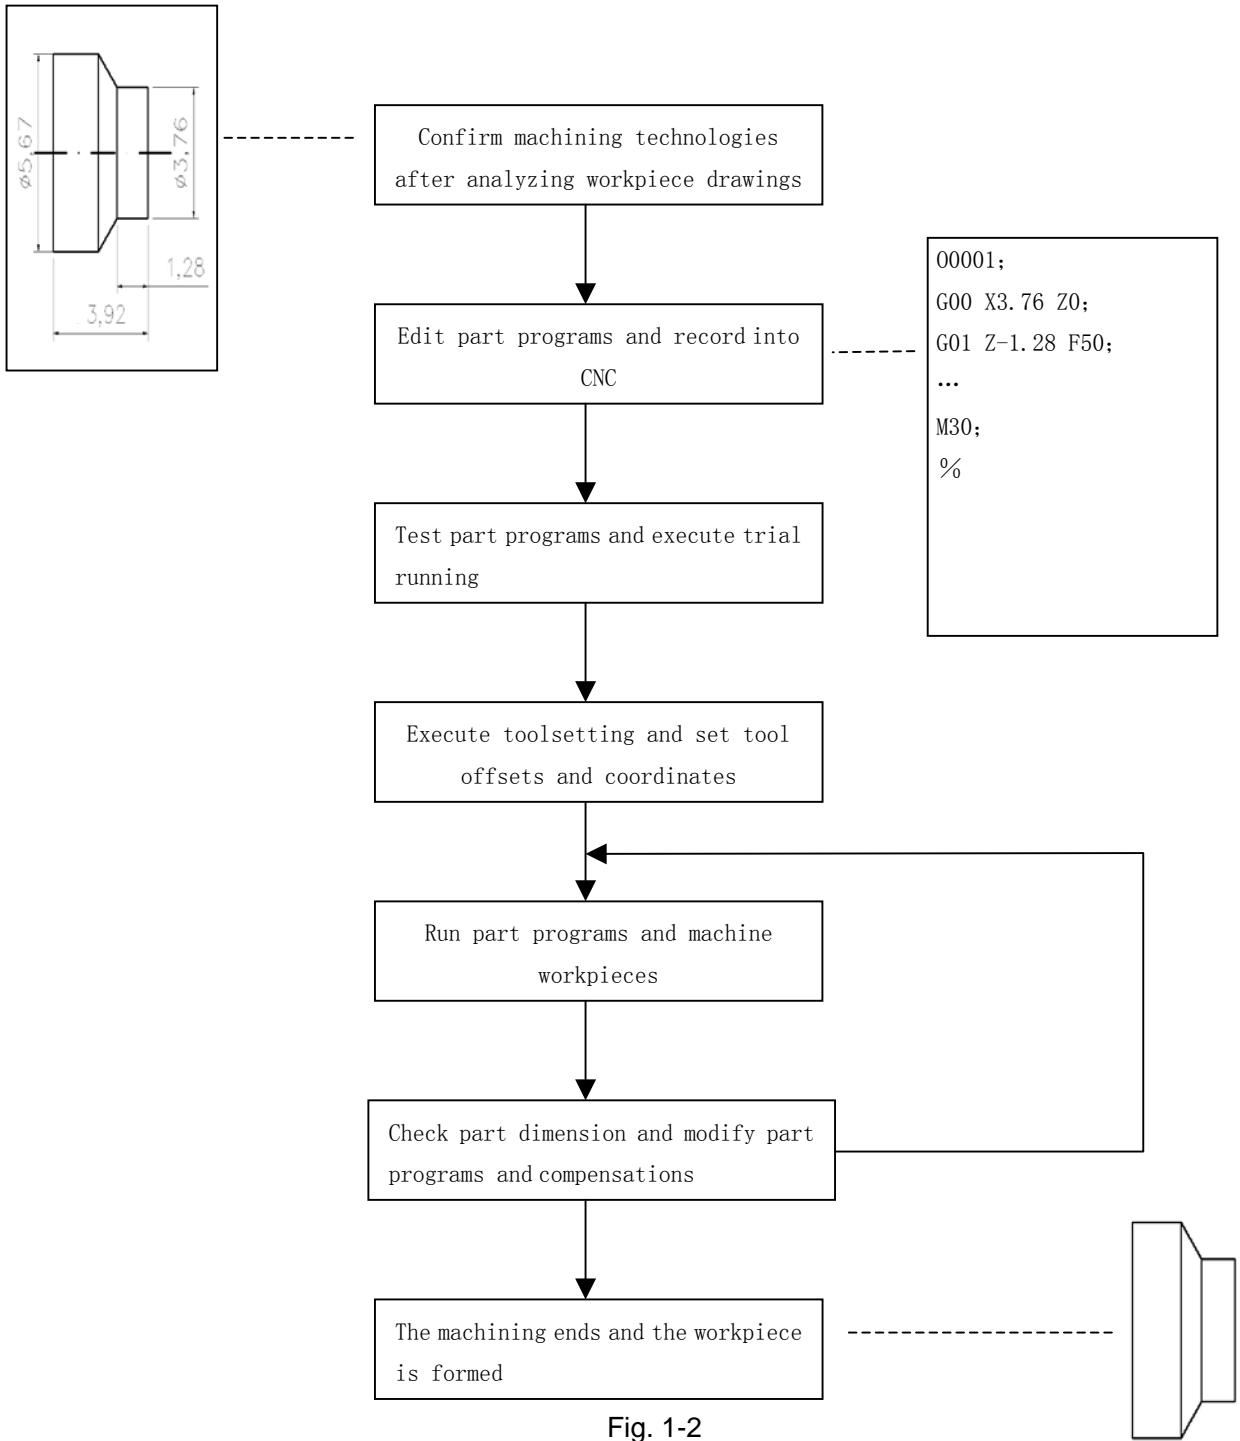 ø5,67
ø3,76
1,28
3,92
Confirm machining technologies
after analyzing workpiece drawings
Edit part programs and record into
CNC
O0001;
G00 X3.76 Z0;
G01 Z-1.28 F50;
…
M30;
%
Test part programs and execute trial
running
Execute toolsetting and set tool
offsets and coordinates
Run part programs and machine
workpieces
Check part dimension and modify part
programs and compensations
The machining ends and the workpiece
is formed
Fig. 1-2